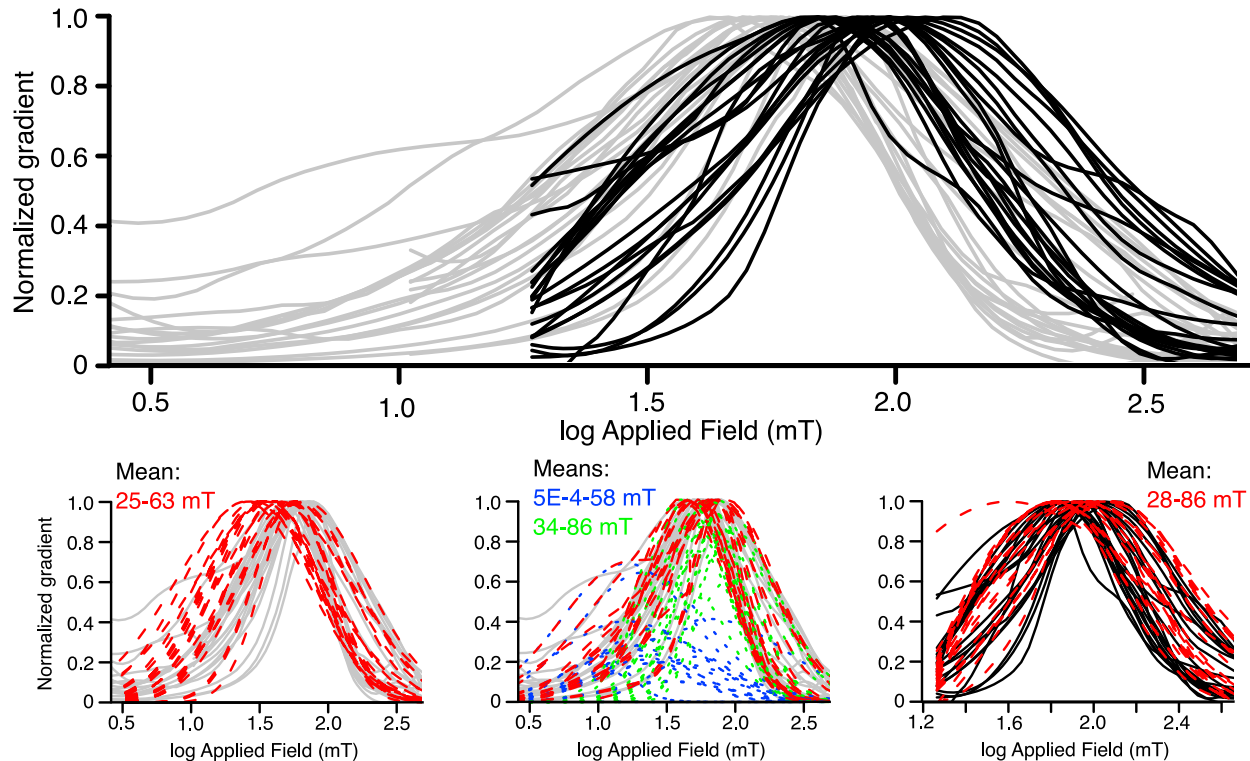 Normalized gradient
1.0
0.8
0.6
0.4
0.2
0
0.5 1.0 1.5 2.0 2.5
log Applied Field (mT)
Mean:
25-63 mT
Normalized gradient
1.0
0.8
0.6
0.4
0.2
0
0.5 1.0 1.5 2.0 2.5
log Applied Field (mT)
Means:
5E-4-58 mT
34-86 mT
1.0
0.8
0.6
0.4
0.2
0
0.5 1.0 1.5 2.0 2.5
log Applied Field (mT)
Mean:
28-86 mT
1.0
0.8
0.6
0.4
0.2
0
1.2 1.6 2.0 2.4
log Applied Field (mT)